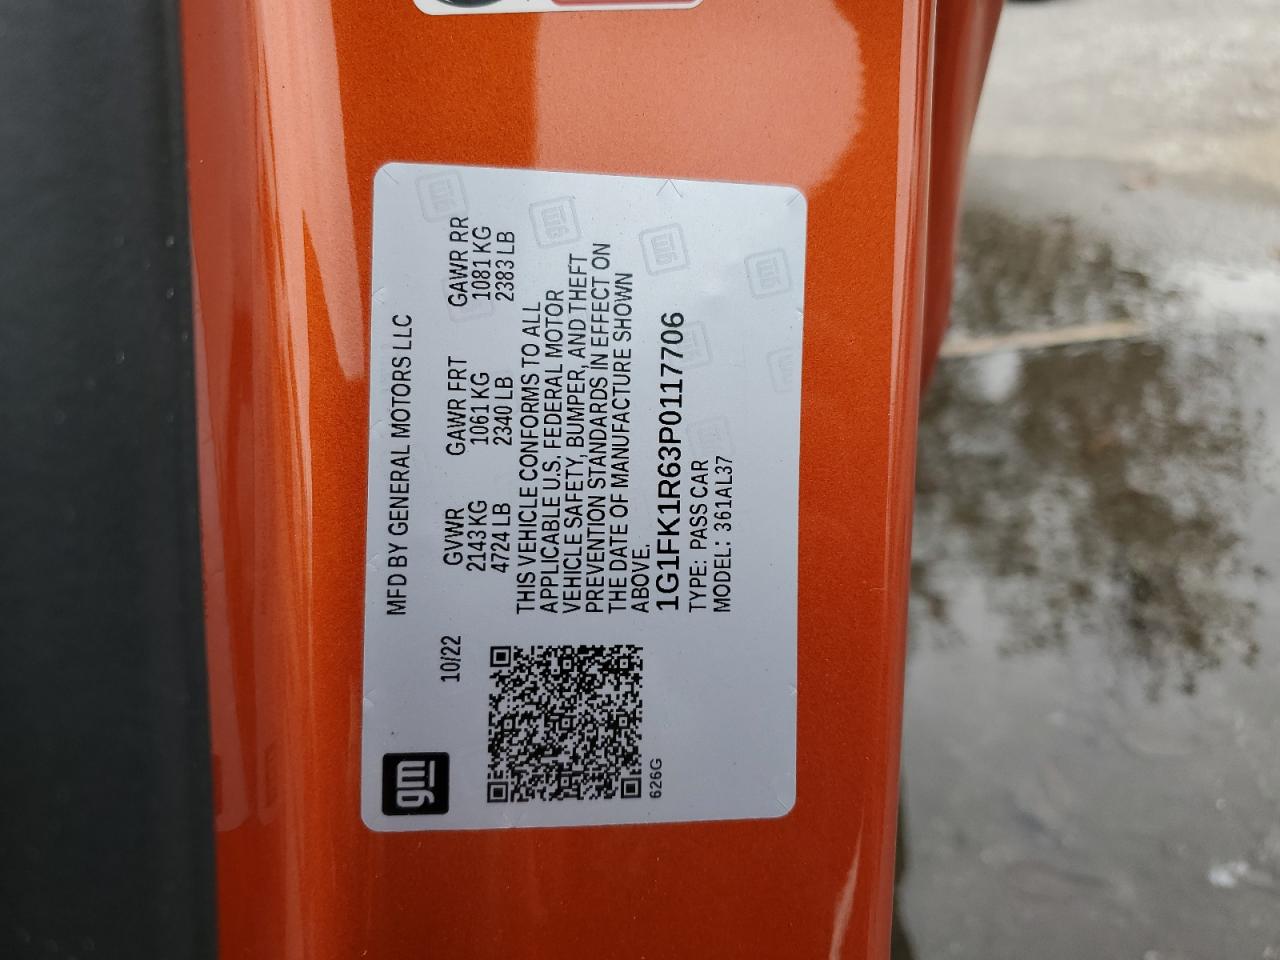 gm
MFD BY GENERAL MOTORS LLC
10/22
GVWR GAWR FRT GAWR RR
2143 KG 1061 KG 1081 KG
4724 LB 2340 LB 2383 LB
THIS VEHICLE CONFORMS TO ALL
APPLICABLE U.S. FEDERAL MOTOR
VEHICLE SAFETY, BUMPER, AND THEFT
PREVENTION STANDARDS IN EFFECT ON
THE DATE OF MANUFACTURE SHOWN
ABOVE.
1G1FK1R63P0117706
TYPE: PASS CAR
MODEL: 361AL37
626G